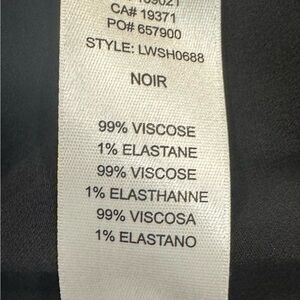 CA# 19371
PO# 657900
STYLE: LWSH0688
NOIR
99% VISCOSE
1% ELASTANE
99% VISCOSE
1% ELASTHANNE
99% VISCOSA
1% ELASTANO